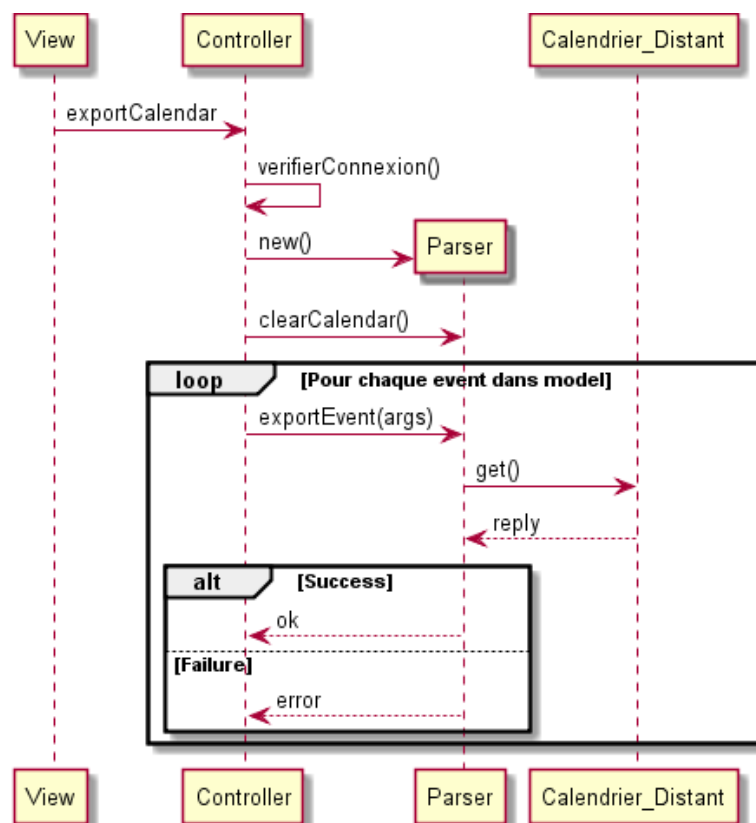 View
Controller
Calendrier_Distant
exportCalendar
verifierConnexion()
new()
Parser
clearCalendar()
loop
[Pour chaque event dans model]
exportEvent(args)
get()
reply
alt
[Success]
ok
[Failure]
error
View
Controller
Parser
Calendrier_Distant